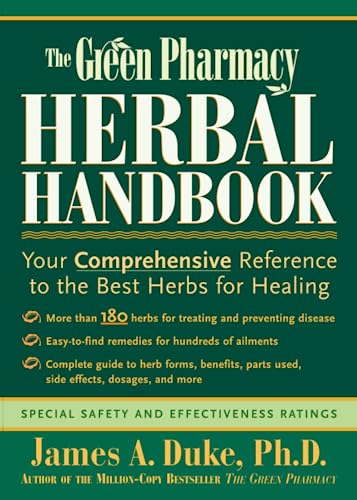 The Green Pharmacy
HERBAL
HANDBOOK
Your Comprehensive Reference
to the Best Herbs for Healing
More than 180 herbs for treating and preventing disease
Easy-to-find remedies for hundreds of ailments
Complete guide to herb forms, benefits, parts used,
side effects, dosages, and more
SPECIAL SAFETY AND EFFECTIVENESS RATINGS
James A. Duke, Ph.D.
AUTHOR OF THE MILLION-COPY BESTSELLER THE GREEN PHARMACY